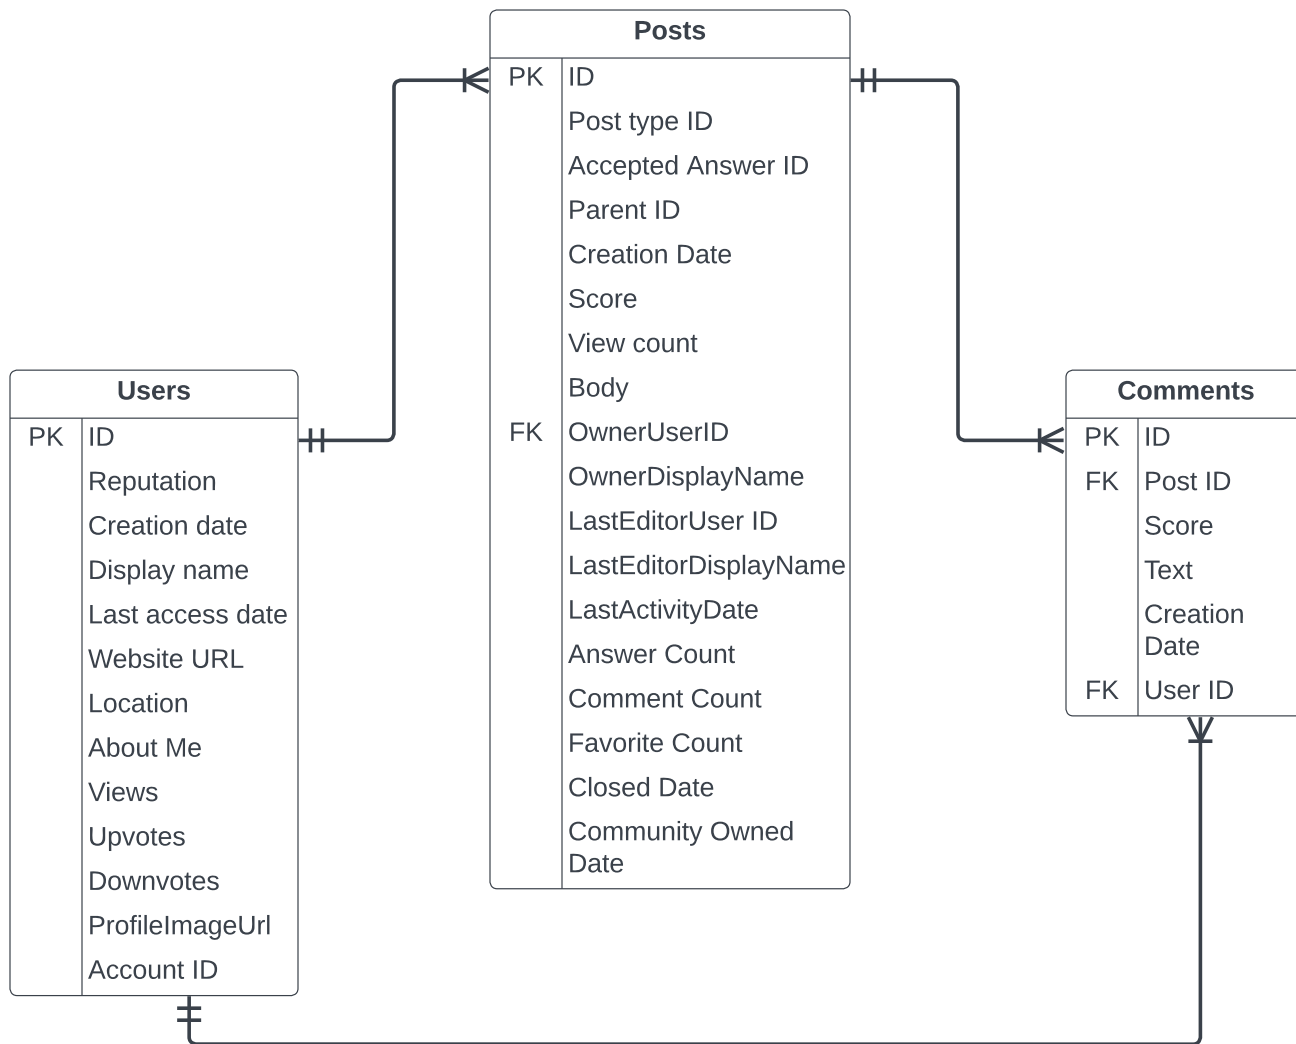 Posts
PK ID
Post type ID
Accepted Answer ID
Parent ID
Creation Date
Score
View count
Body
FK OwnerUserID
OwnerDisplayName
LastEditorUser ID
LastEditorDisplayName
LastActivityDate
Answer Count
Comment Count
Favorite Count
Closed Date
Community Owned
Date
Users
PK ID
Reputation
Creation date
Display name
Last access date
Website URL
Location
About Me
Views
Upvotes
Downvotes
ProfileImageUrl
Account ID
Comments
PK ID
FK Post ID
Score
Text
Creation
Date
FK User ID